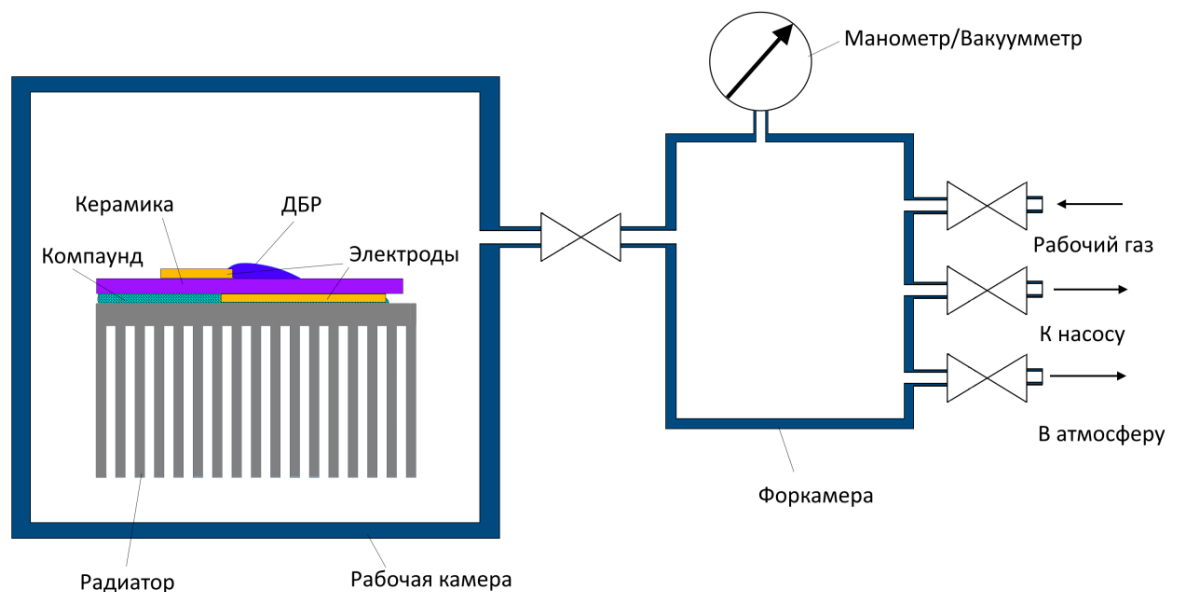 Манометр/Вакуумметр
Керамика
ДБР
Компаунд
Электроды
Рабочий газ
К насосу
В атмосферу
Форкамера
Радиатор
Рабочая камера